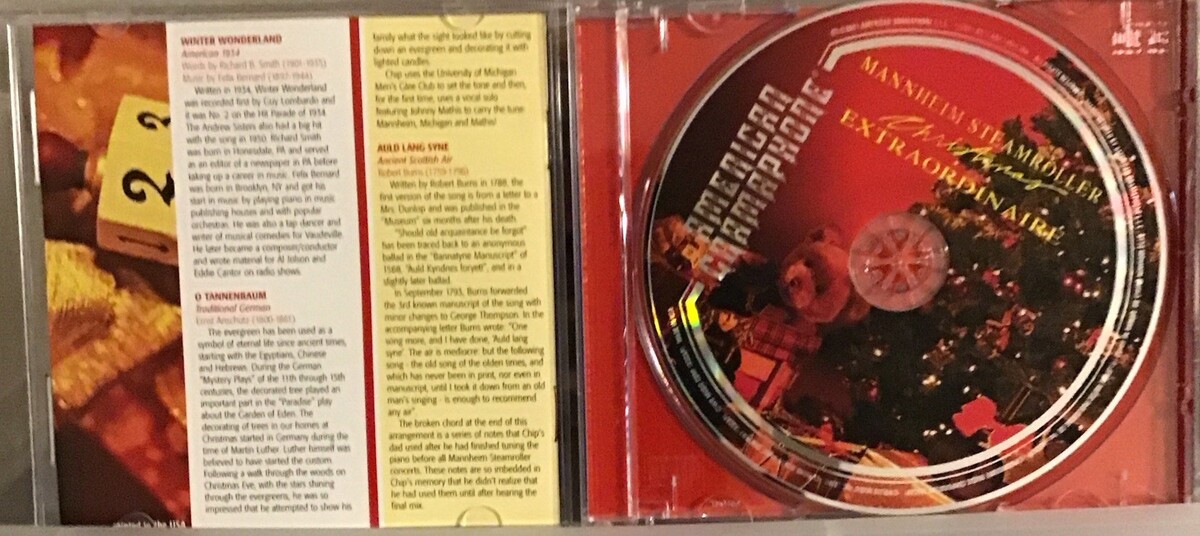 WINTER WONDERLAND
American 1934
Words by Richard B. Smith (1901-1935)
Music by Felix Bernard (1897-1944)
Written in 1934, Winter Wonderland
was recorded first by Guy Lombardo and
it was No. 2 on the Hit Parade of 1934.
The Andrew Sisters also had a big hit
with the song in 1950. Richard Smith
was born in Honesdale, PA and served
as an editor of a newspaper in PA before
taking up a career in music. Felix Bernard
was born in Brooklyn, NY and got his
start in music by playing piano in music
publishing houses and with popular
orchestras. He was also a tap dancer and
writer of musical comedies for Vaudeville.
He later became a composer/conductor
and wrote material for Al Jolson and
Eddie Cantor on radio shows.
O TANNENBAUM
Traditional German
Ernst Anschutz (1800-1861)
The evergreen has been used as a
symbol of eternal life since ancient times,
starting with the Egyptians, Chinese
and Hebrews. During the German
"Mystery Plays" of the 11th through 15th
centuries, the decorated tree played an
important part in the "Paradise" play
about the Garden of Eden. The
decorating of trees in our homes at
Christmas started in Germany during the
time of Martin Luther. Luther himself was
believed to have started the custom.
Following a walk through the woods on
Christmas Eve, with the stars shining
through the evergreens, he was so
impressed that he attempted to show his
family what the sight looked like by cutting
down an evergreen and decorating it with
lighted candles.
Chip uses the University of Michigan
Men's Glee Club to set the tone and then,
for the first time, uses a vocal solo
featuring Johnny Mathis to carry the tune.
Mannheim, Michigan and Mathis!
AULD LANG SYNE
Ancient Scottish Air
Robert Burns (1759-1796)
Written by Robert Burns in 1788, the
first version of the song is from a letter to a
Mrs. Dunlop and was published in the
"Museum" six months after his death.
"Should old acquaintance be forgot"
has been traced back to an anonymous
ballad in the "Bannatyne Manuscript" of
1568, "Auld Kyndnes foryett", and in a
slightly later ballad.
In September 1793, Burns forwarded
the 3rd known manuscript of the song with
minor changes to George Thompson. In the
accompanying letter Burns wrote: "One
song more, and I have done, 'Auld lang
syne'. The air is mediocre: but the following
song - the old song of the olden times, and
which has never been in print, nor even in
manuscript, until I took it down from an old
man's singing - is enough to recommend
any air".
The broken chord at the end of this
arrangement is a series of notes that Chip's
dad used after he had finished tuning the
piano before all Mannheim Steamroller
concerts. These notes are so imbedded in
Chip's memory that he didn't realize that
he had used them until after hearing the
final mix.
2 3
Printed in the USA
AMERICAN
GRAMAPHONE®
MANNHEIM STEAMROLLER
Christmas
EXTRAORDINAIRE